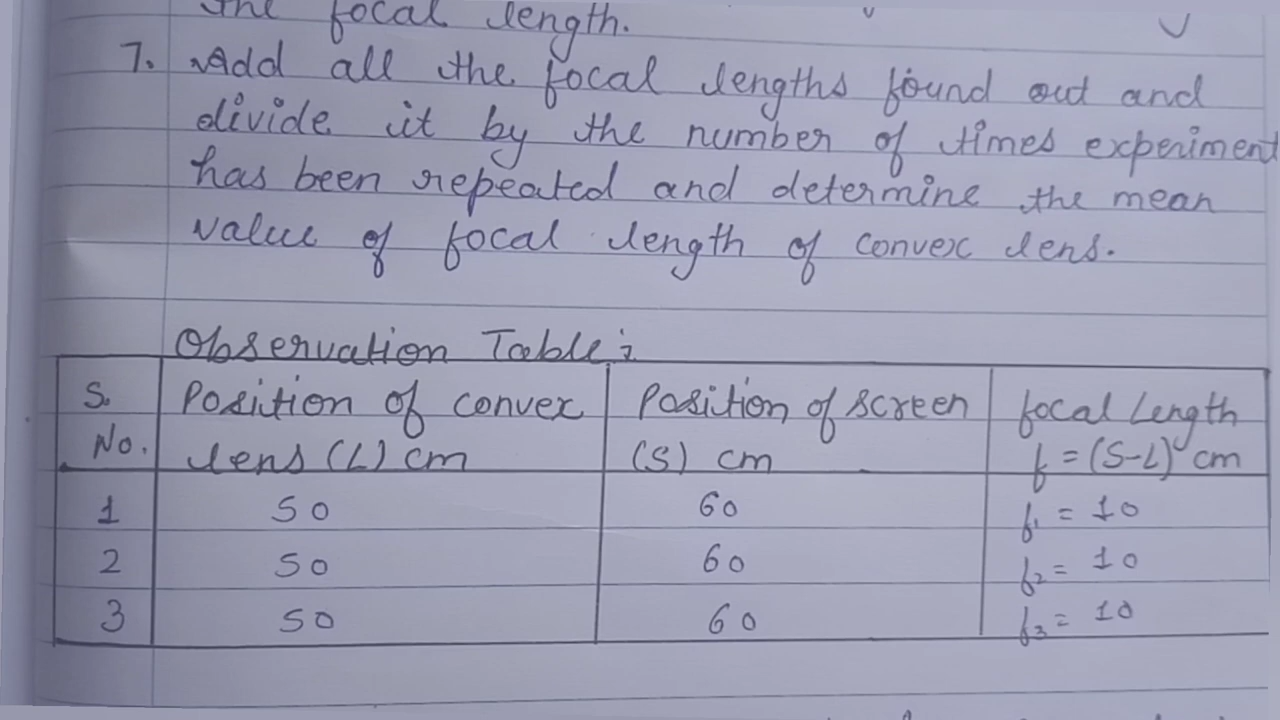 the focal length.
7. Add all the focal lengths found out and
divide it by the number of times experiment
has been repeated and determine the mean
value of focal length of convex lens.
Observation Table :
S. No. | Position of convex lens (L) cm | Position of screen (S) cm | focal Length f = (S-L) cm
1 | 50 | 60 | f₁ = 10
2 | 50 | 60 | f₂ = 10
3 | 50 | 60 | f₃ = 10